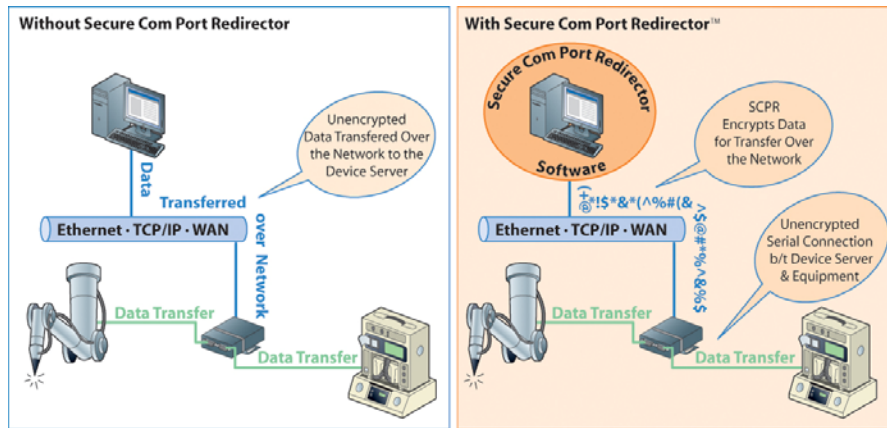 Without Secure Com Port Redirector
Unencrypted
Data Transfered Over
the Network to the
Device Server
Data
Transferred
over Network
Ethernet · TCP/IP · WAN
Data Transfer
Data Transfer
With Secure Com Port Redirector™
Secure Com Port Redirector
Software
SCPR
Encrypts Data
for Transfer Over
the Network
(+@*!$*&*(^%#(&
^$@#*%^&%$
Ethernet · TCP/IP · WAN
Unencrypted
Serial Connection
b/t Device Server
& Equipment
Data Transfer
Data Transfer